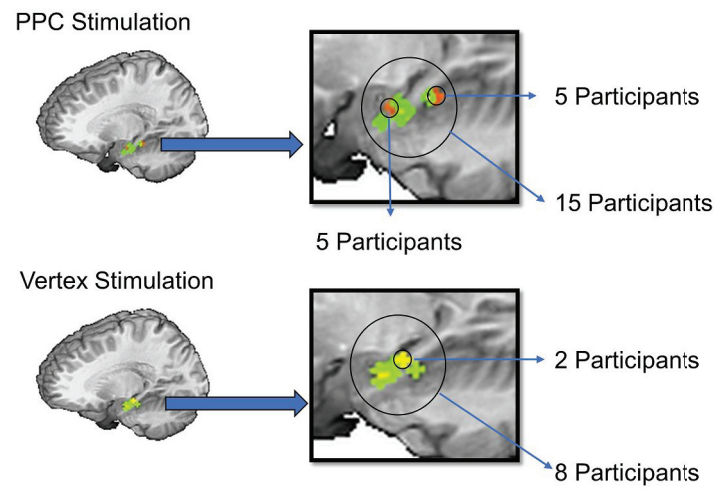 PPC Stimulation
5 Participants
15 Participants
5 Participants
Vertex Stimulation
2 Participants
8 Participants